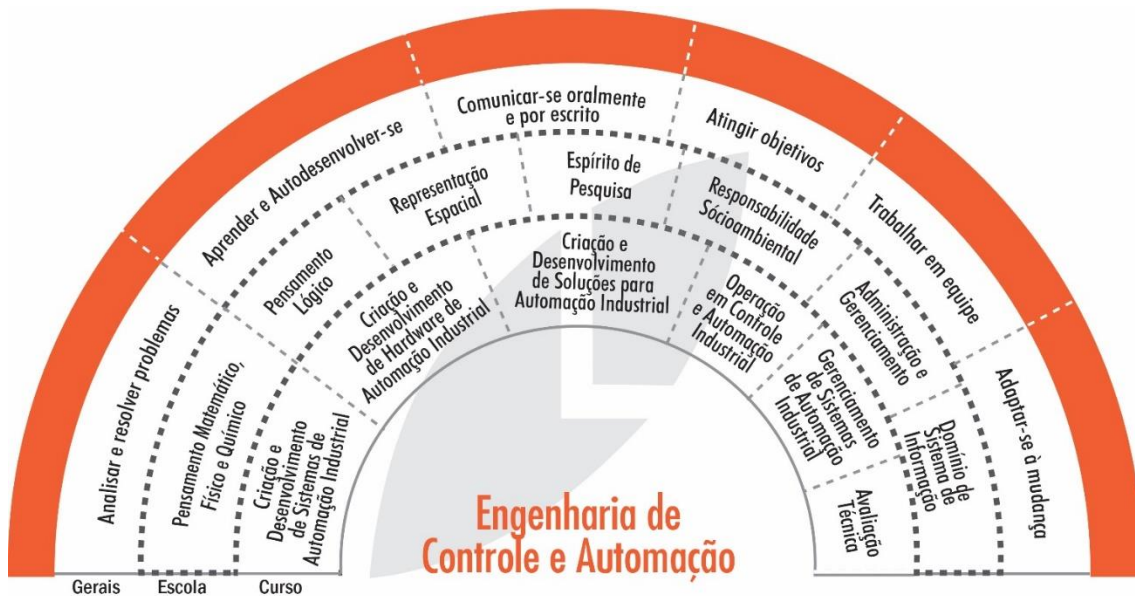 Analisar e resolver problemas
Aprender e Autodesenvolver-se
Comunicar-se oralmente
e por escrito
Atingir objetivos
Trabalhar em equipe
Adaptar-se à mudança
Pensamento Matemático,
Físico e Químico
Pensamento
Lógico
Representação
Espacial
Espírito de
Pesquisa
Responsabilidade
Sócioambiental
Administração e
Gerenciamento
Domínio de
Sistema de
Informação
Criação e
Desenvolvimento
de Sistemas de
Automação Industrial
Criação e
Desenvolvimento
de Hardware de
Automação Industrial
Criação e
Desenvolvimento
de Soluções para
Automação Industrial
Operação
em Controle
e Automação
Industrial
Gerenciamento
de Sistemas
de Automação
Industrial
Avaliação
Técnica
Engenharia de
Controle e Automação
Gerais Escola Curso